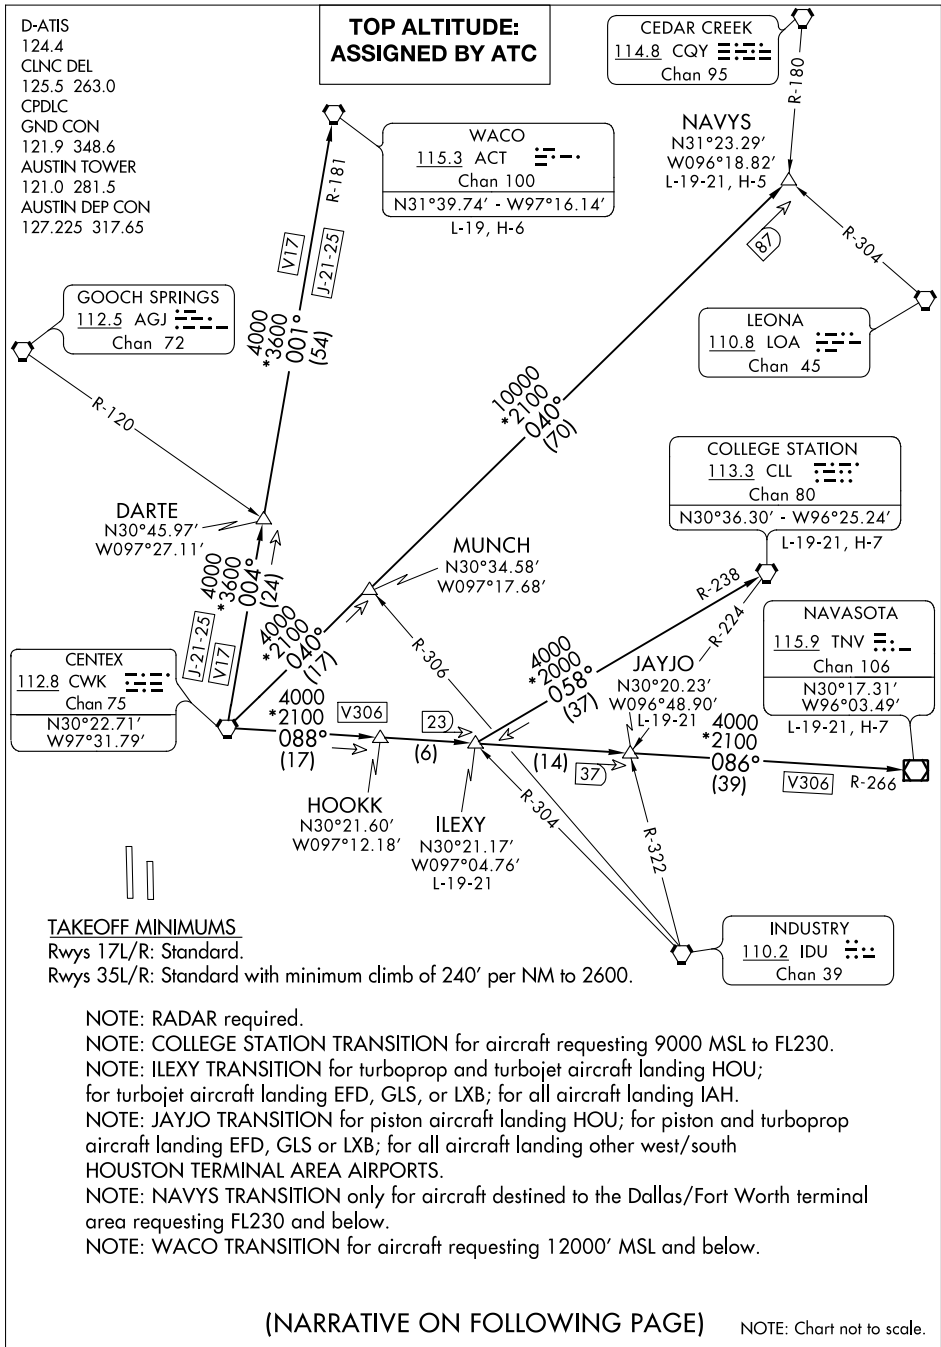 D-ATIS
124.4
CLNC DEL
125.5 263.0
CPDLC
GND CON
121.9 348.6
AUSTIN TOWER
121.0 281.5
AUSTIN DEP CON
127.225 317.65
TOP ALTITUDE:
ASSIGNED BY ATC
CEDAR CREEK
114.8 CQY
Chan 95
R-180
NAVYS
N31°23.29'
W096°18.82'
L-19-21, H-5
WACO
115.3 ACT
Chan 100
N31°39.74' - W97°16.14'
L-19, H-6
R-181
V17
J-21-25
4000
*3600
001°
(54)
87
R-304
LEONA
110.8 LOA
Chan 45
GOOCH SPRINGS
112.5 AGJ
Chan 72
R-120
10000
*2100
040°
(70)
COLLEGE STATION
113.3 CLL
Chan 80
N30°36.30' - W96°25.24'
L-19-21, H-7
DARTE
N30°45.97'
W097°27.11'
MUNCH
N30°34.58'
W097°17.68'
4000
*3600
004°
(24)
J-21-25
V17
4000
*2100
040°
(17)
R-306
R-238
R-224
4000
*2000
058°
(37)
NAVASOTA
115.9 TNV
Chan 106
N30°17.31'
W96°03.49'
L-19-21, H-7
CENTEX
112.8 CWK
Chan 75
N30°22.71'
W97°31.79'
JAYJO
N30°20.23'
W096°48.90'
L-19-21
4000
*2100
088°
(17)
V306
23
(6)
(14)
37
4000
*2100
086°
(39)
V306
R-266
HOOKK
N30°21.60'
W097°12.18'
ILEXY
N30°21.17'
W097°04.76'
L-19-21
R-304
R-322
INDUSTRY
110.2 IDU
Chan 39
TAKEOFF MINIMUMS
Rwys 17L/R: Standard.
Rwys 35L/R: Standard with minimum climb of 240' per NM to 2600.
NOTE: RADAR required.
NOTE: COLLEGE STATION TRANSITION for aircraft requesting 9000 MSL to FL230.
NOTE: ILEXY TRANSITION for turboprop and turbojet aircraft landing HOU;
for turbojet aircraft landing EFD, GLS, or LXB; for all aircraft landing IAH.
NOTE: JAYJO TRANSITION for piston aircraft landing HOU; for piston and turboprop
aircraft landing EFD, GLS or LXB; for all aircraft landing other west/south
HOUSTON TERMINAL AREA AIRPORTS.
NOTE: NAVYS TRANSITION only for aircraft destined to the Dallas/Fort Worth terminal
area requesting FL230 and below.
NOTE: WACO TRANSITION for aircraft requesting 12000' MSL and below.
(NARRATIVE ON FOLLOWING PAGE)
NOTE: Chart not to scale.